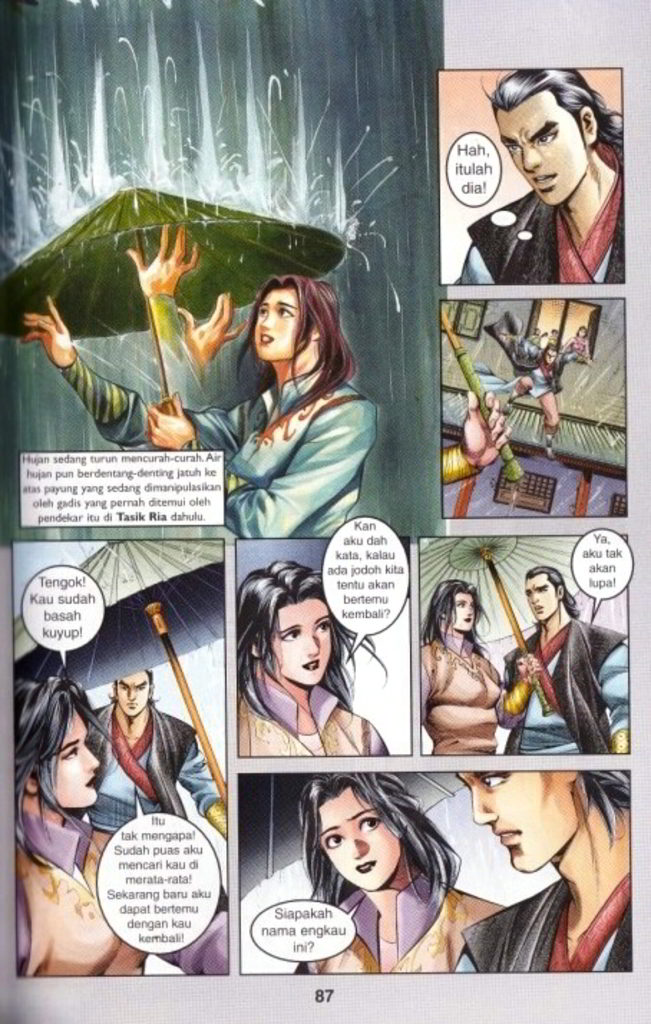 Hah,
itulah
dia!
Hujan sedang turun mencurah-curah. Air
hujan pun berdentang-denting jatuh ke
atas payung yang sedang dimanipulasikan
oleh gadis yang pernah ditemui oleh
pendekar itu di Tasik Ria dahulu.
Tengok!
Kau sudah
basah
kuyup!
Itu
tak mengapa!
Sudah puas aku
mencari kau di
merata-rata!
Sekarang baru aku
dapat bertemu
dengan kau
kembali!
Kan
aku dah
kata, kalau
ada jodoh kita
tentu akan
bertemu
kembali?
Ya,
aku tak
akan
lupa!
Siapakah
nama engkau
ini?
87